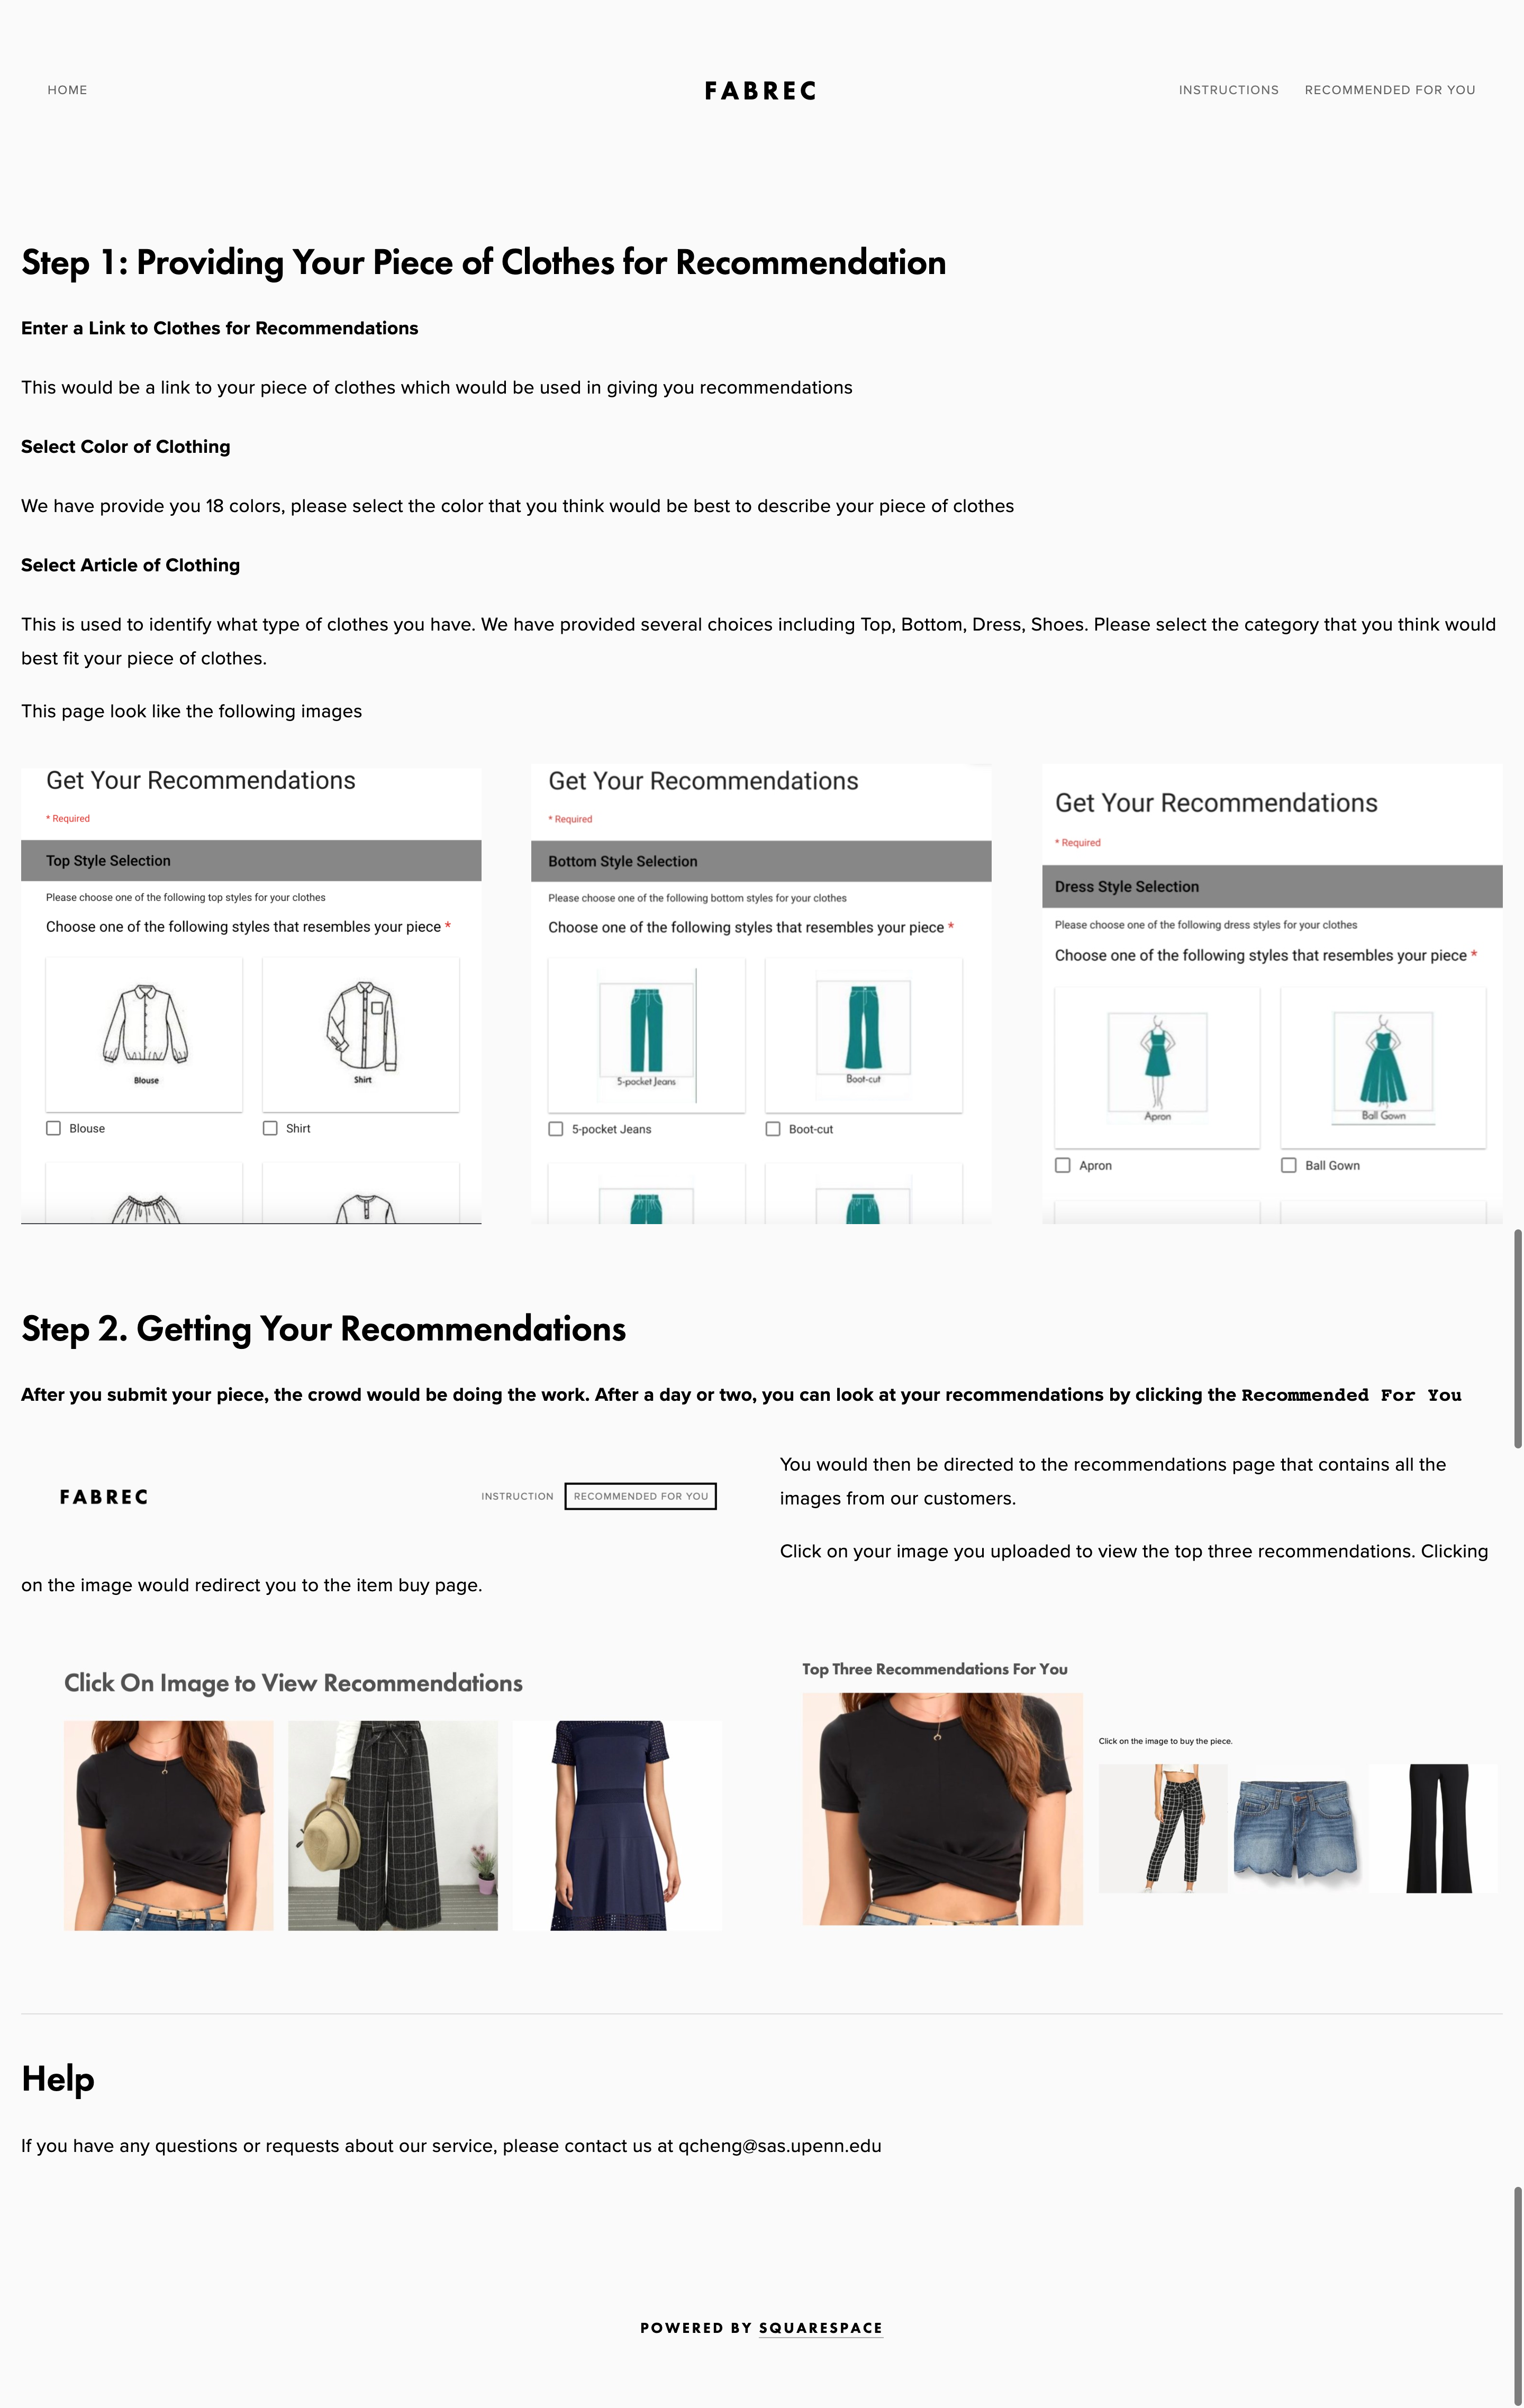 HOME
FABREC
INSTRUCTIONS
RECOMMENDED FOR YOU
Step 1: Providing Your Piece of Clothes for Recommendation
Enter a Link to Clothes for Recommendations
This would be a link to your piece of clothes which would be used in giving you recommendations
Select Color of Clothing
We have provide you 18 colors, please select the color that you think would be best to describe your piece of clothes
Select Article of Clothing
This is used to identify what type of clothes you have. We have provided several choices including Top, Bottom, Dress, Shoes. Please select the category that you think would
best fit your piece of clothes.
This page look like the following images
Get Your Recommendations
* Required
Top Style Selection
Please choose one of the following top styles for your clothes
Choose one of the following styles that resembles your piece *
Blouse
Shirt
Blouse
Shirt
Get Your Recommendations
* Required
Bottom Style Selection
Please choose one of the following bottom styles for your clothes
Choose one of the following styles that resembles your piece *
5-pocket Jeans
Boot-cut
5-pocket Jeans
Boot-cut
Get Your Recommendations
* Required
Dress Style Selection
Please choose one of the following dress styles for your clothes
Choose one of the following styles that resembles your piece *
Apron
Ball Gown
Apron
Ball Gown
Step 2. Getting Your Recommendations
After you submit your piece, the crowd would be doing the work. After a day or two, you can look at your recommendations by clicking the Recommended For You
FABREC
INSTRUCTION
RECOMMENDED FOR YOU
You would then be directed to the recommendations page that contains all the
images from our customers.
Click on your image you uploaded to view the top three recommendations. Clicking
on the image would redirect you to the item buy page.
Click On Image to View Recommendations
Top Three Recommendations For You
Click on the image to buy the piece.
Help
If you have any questions or requests about our service, please contact us at qcheng@sas.upenn.edu
POWERED BY SQUARESPACE